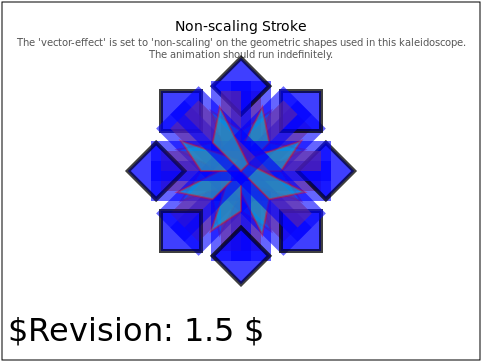 Non-scaling Stroke
The 'vector-effect' is set to 'non-scaling' on the geometric shapes used in this kaleidoscope.
The animation should run indefinitely.
$Revision: 1.5 $